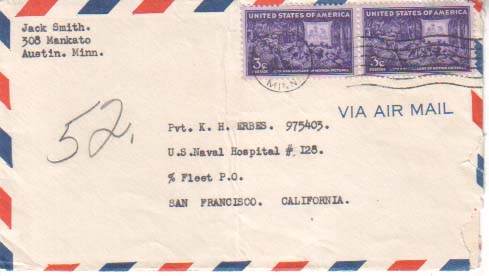 Jack Smith.
308 Mankato
Austin. Minn.
UNITED STATES OF AMERICA
UNITED STATES OF AMERICA
3¢
3¢
MINN
VIA AIR MAIL
52.
Pvt. K. H. ERBES. 975403.
U.S.Naval Hospital # 128.
% Fleet P.O.
SAN FRANCISCO. CALIFORNIA.